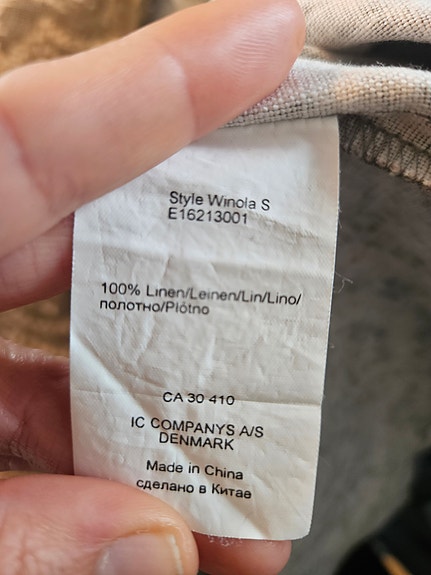 Style Winola S
E16213001
100% Linen/Leinen/Lin/Lino/
полотно/Płótno
CA 30 410
IC COMPANYS A/S
DENMARK
Made in China
сделано в Китае